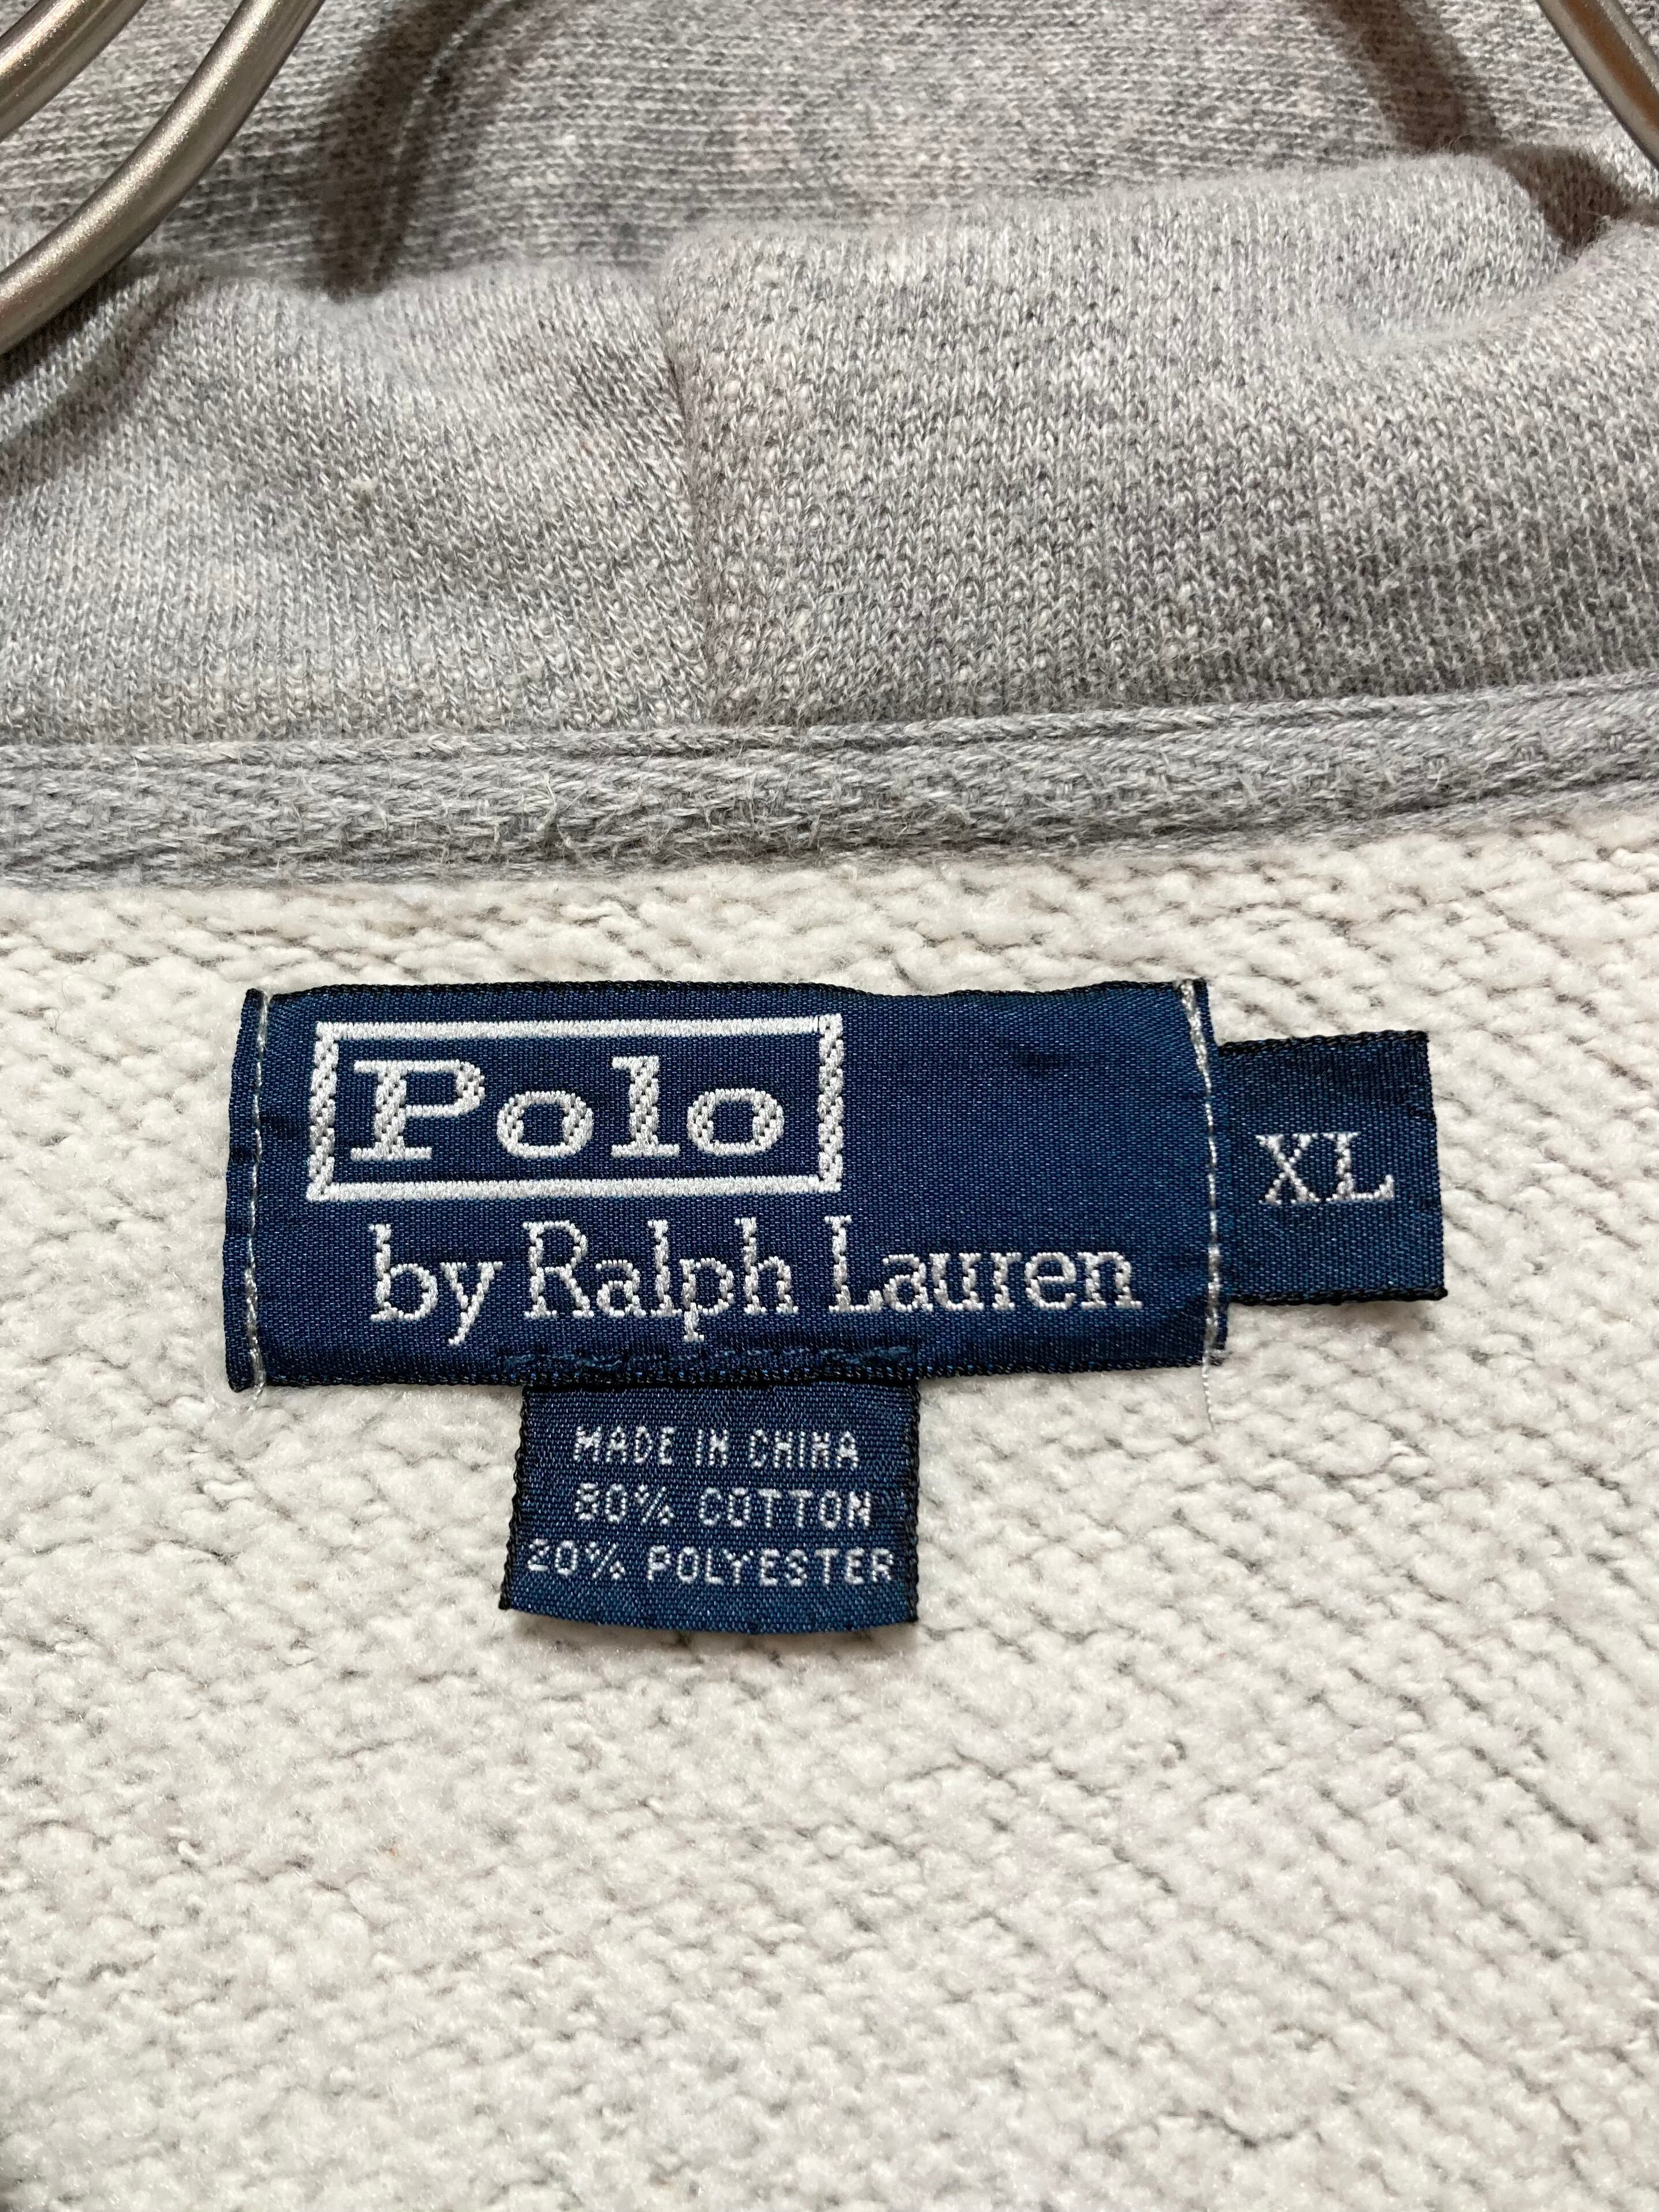 Polo
by Ralph Lauren
XL
MADE IN CHINA
80% COTTON
20% POLYESTER